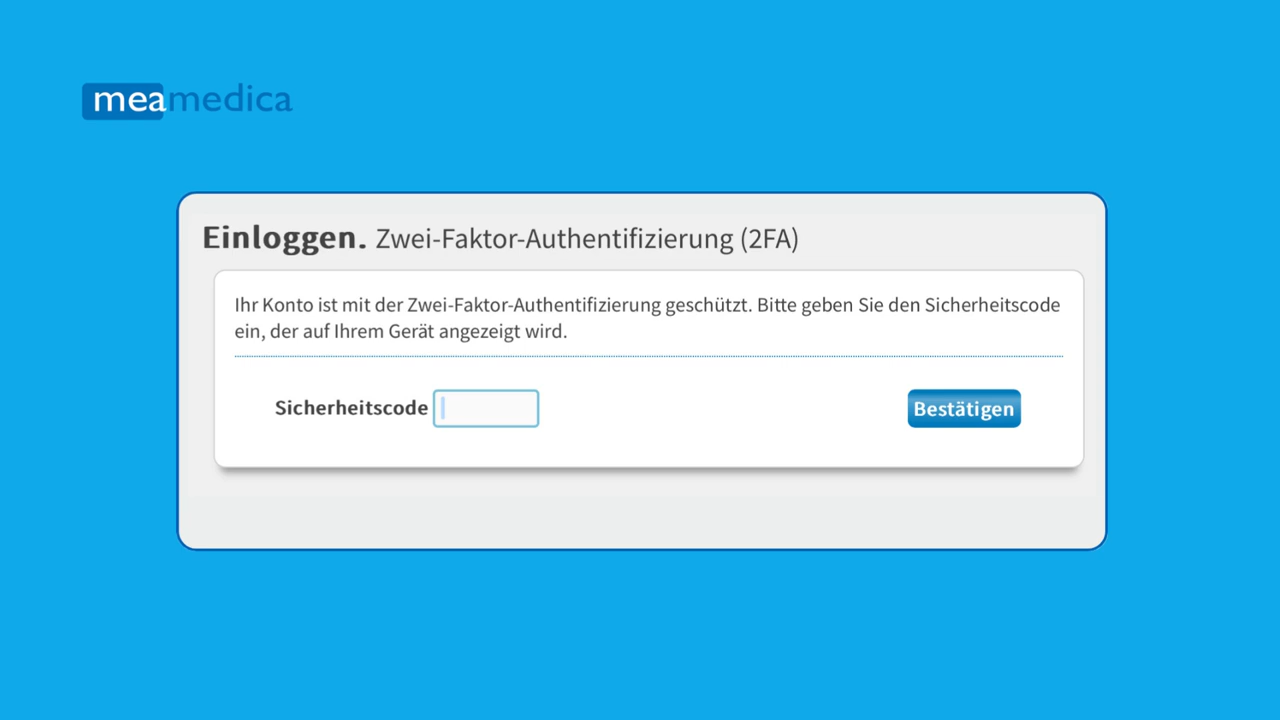 meamedica
Einloggen. Zwei-Faktor-Authentifizierung (2FA)
Ihr Konto ist mit der Zwei-Faktor-Authentifizierung geschützt. Bitte geben Sie den Sicherheitscode
ein, der auf Ihrem Gerät angezeigt wird.
Sicherheitscode Bestätigen